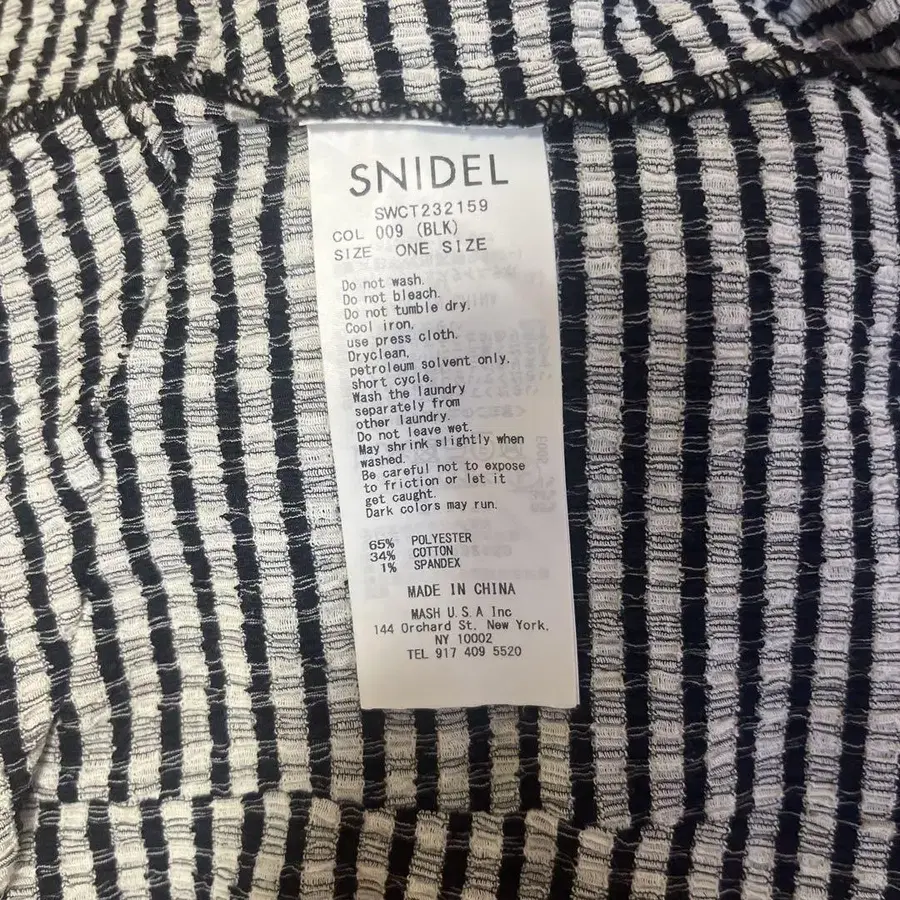 SNIDEL
SWCT232159
COL 009 (BLK)
SIZE ONE SIZE
Do not wash.
Do not bleach.
Do not tumble dry.
Cool iron.
use press cloth.
Dryclean,
petroleum solvent only,
short cycle.
Wash the laundry
separately from
other laundry.
Do not leave wet.
May shrink slightly when
washed.
Be careful not to expose
to friction or let it
get caught.
Dark colors may run.
65% POLYESTER
34% COTTON
1% SPANDEX
MADE IN CHINA
MASH U.S.A Inc
144 Orchard St. New York,
NY 10002
TEL 917 409 5520